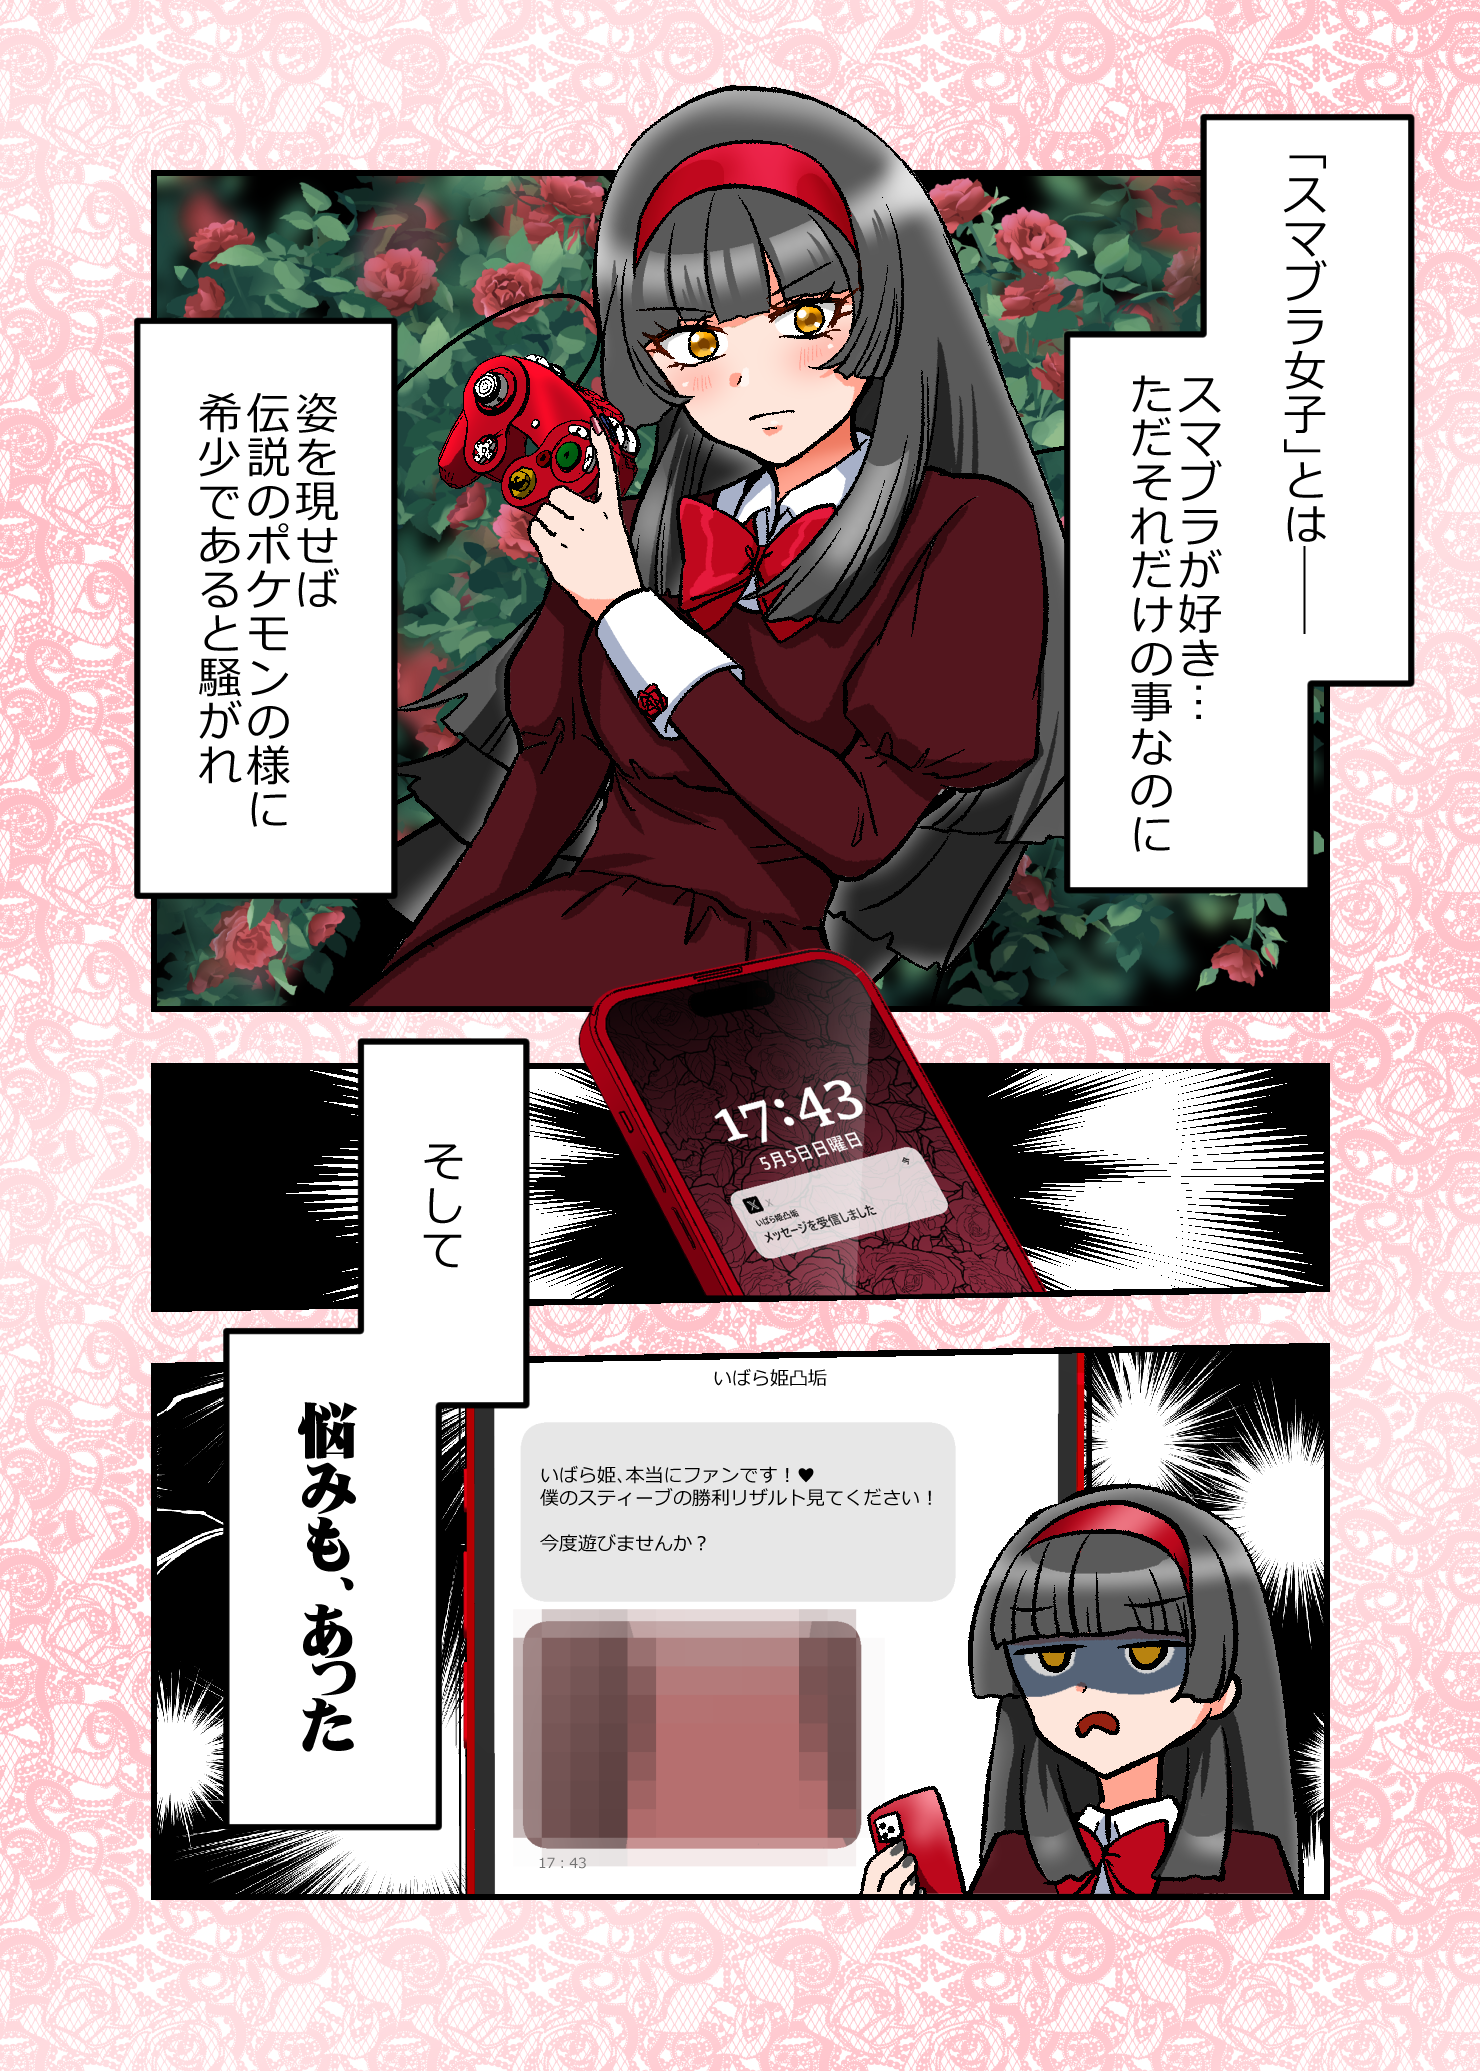 「スマブラ女子」とは――
スマブラが好き…
ただそれだけの事なのに
姿を現せば
伝説のポケモンの様に
希少であると騒がれ
17:43
5月5日日曜日
X
今
いばら姫凸垢
メッセージを受信しました
そして
悩みも、あった
いばら姫凸垢
いばら姫、本当にファンです！♥
僕のスティーブの勝利リザルト見てください！
今度遊びませんか？
17：43